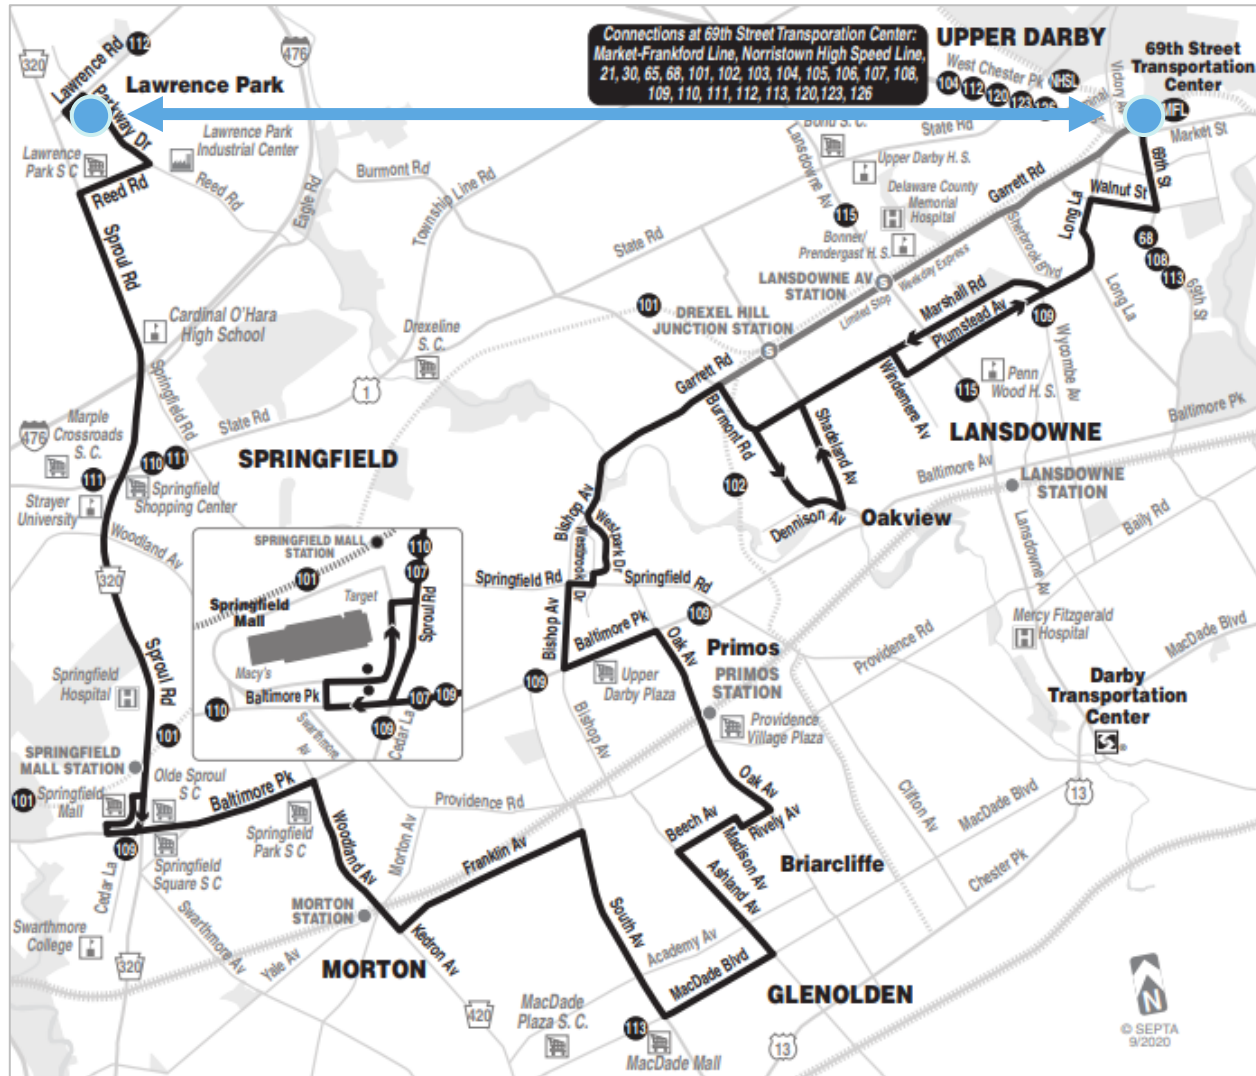 Connections at 69th Street Transporation Center:
Market-Frankford Line, Norristown High Speed Line,
21, 30, 65, 68, 101, 102, 103, 104, 105, 106, 107, 108,
109, 110, 111, 112, 113, 120,123, 126
UPPER DARBY
69th Street
Transportation
Center
West Chester Pk
NHSL
104
112
120
123
Victory Av
MFL
Market St
320
Lawrence Rd
112
476
Lawrence Park
Parkway Dr
Lawrence Park
Industrial Center
Lawrence
Park S C
Reed Rd
Reed Rd
Eagle Rd
Burmont Rd
Township Line Rd
State Rd
Lansdowne Av
State Rd
Upper Darby H. S.
Delaware County
Memorial
Hospital
115
Bonner/
Prendergast H. S.
Garrett Rd
69th St
Walnut St
Long La
Sherbrook Blvd
68
108
113
69th St
Long La
Sproul Rd
LANSDOWNE AV
STATION
S
Limited Stop
Weekday Express
Marshall Rd
Plumstead Av
109
101
DREXEL HILL
JUNCTION STATION
S
Cardinal O'Hara
High School
Drexeline
S. C.
1
Springfield Rd
State Rd
Garrett Rd
Burmont Rd
Shadeland Av
Windemere Av
115
Penn
Wood H. S.
Wycombe Av
Baltimore Pk
Marple
Crossroads
S. C.
476
111
110
111
SPRINGFIELD
Springfield
Shopping Center
Strayer
University
Woodland Av
LANSDOWNE
Baltimore Av
LANSDOWNE
STATION
102
Dennison Av
Oakview
Bishop Av
Westpark Dr
Westbrook Dr
Baily Rd
Lansdowne Av
320
SPRINGFIELD MALL
STATION
110
101
107
Springfield
Mall
Target
Sproul Rd
Macy's
Baltimore Pk
107
109
109
Swarthmore
Av
Cedar La
Springfield Rd
Springfield Rd
Bishop Av
Baltimore Pk
109
Oak Av
Primos
PRIMOS
STATION
Providence Rd
Mercy Fitzgerald
Hospital
MacDade Blvd
Sproul Rd
Springfield
Hospital
110
101
109
Upper
Darby Plaza
Bishop Av
Providence
Village Plaza
Darby
Transportation
Center
SPRINGFIELD
MALL STATION
101
Springfield
Mall
Olde Sproul
S C
Baltimore Pk
109
Springfield
Square S C
Springfield
Park S C
Providence Rd
Oak Av
Rively Av
Beech Av
Madison Av
Ashland Av
Briarcliffe
Clifton Av
MacDade Blvd
13
Chester Pk
Woodland Av
Morton Av
Franklin Av
Cedar La
MORTON
STATION
Swarthmore
College
Swarthmore Av
Yale Av
320
Kedron Av
South Av
Academy Av
MORTON
MacDade Blvd
GLENOLDEN
420
MacDade
Plaza S. C.
113
MacDade Mall
13
N
© SEPTA
9/2020